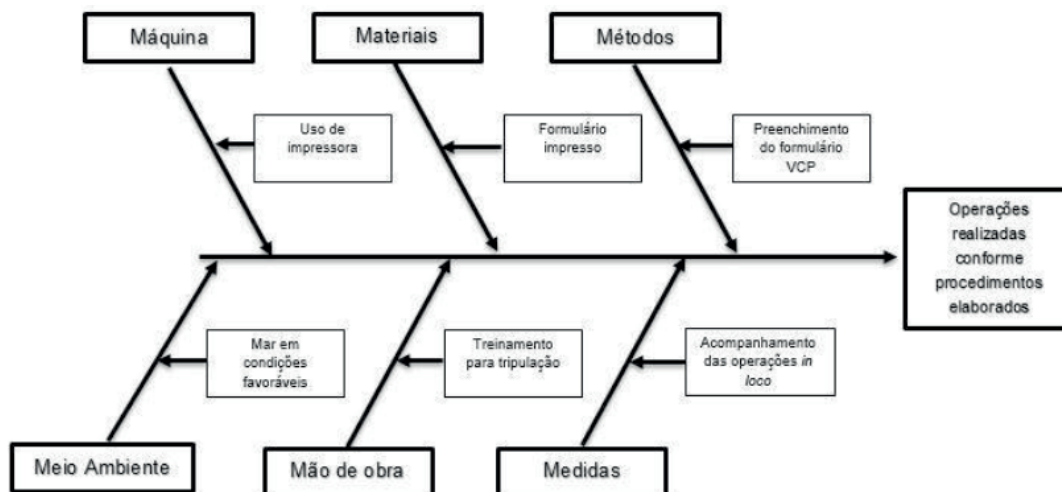 Máquina
Materiais
Métodos
Uso de
impressora
Formulário
impresso
Preenchimento
do formulário
VCP
Operações
realizadas
conforme
procedimentos
elaborados
Mar em
condições
favoráveis
Treinamento
para tripulação
Acompanhamento
das operações in
loco
Meio Ambiente
Mão de obra
Medidas